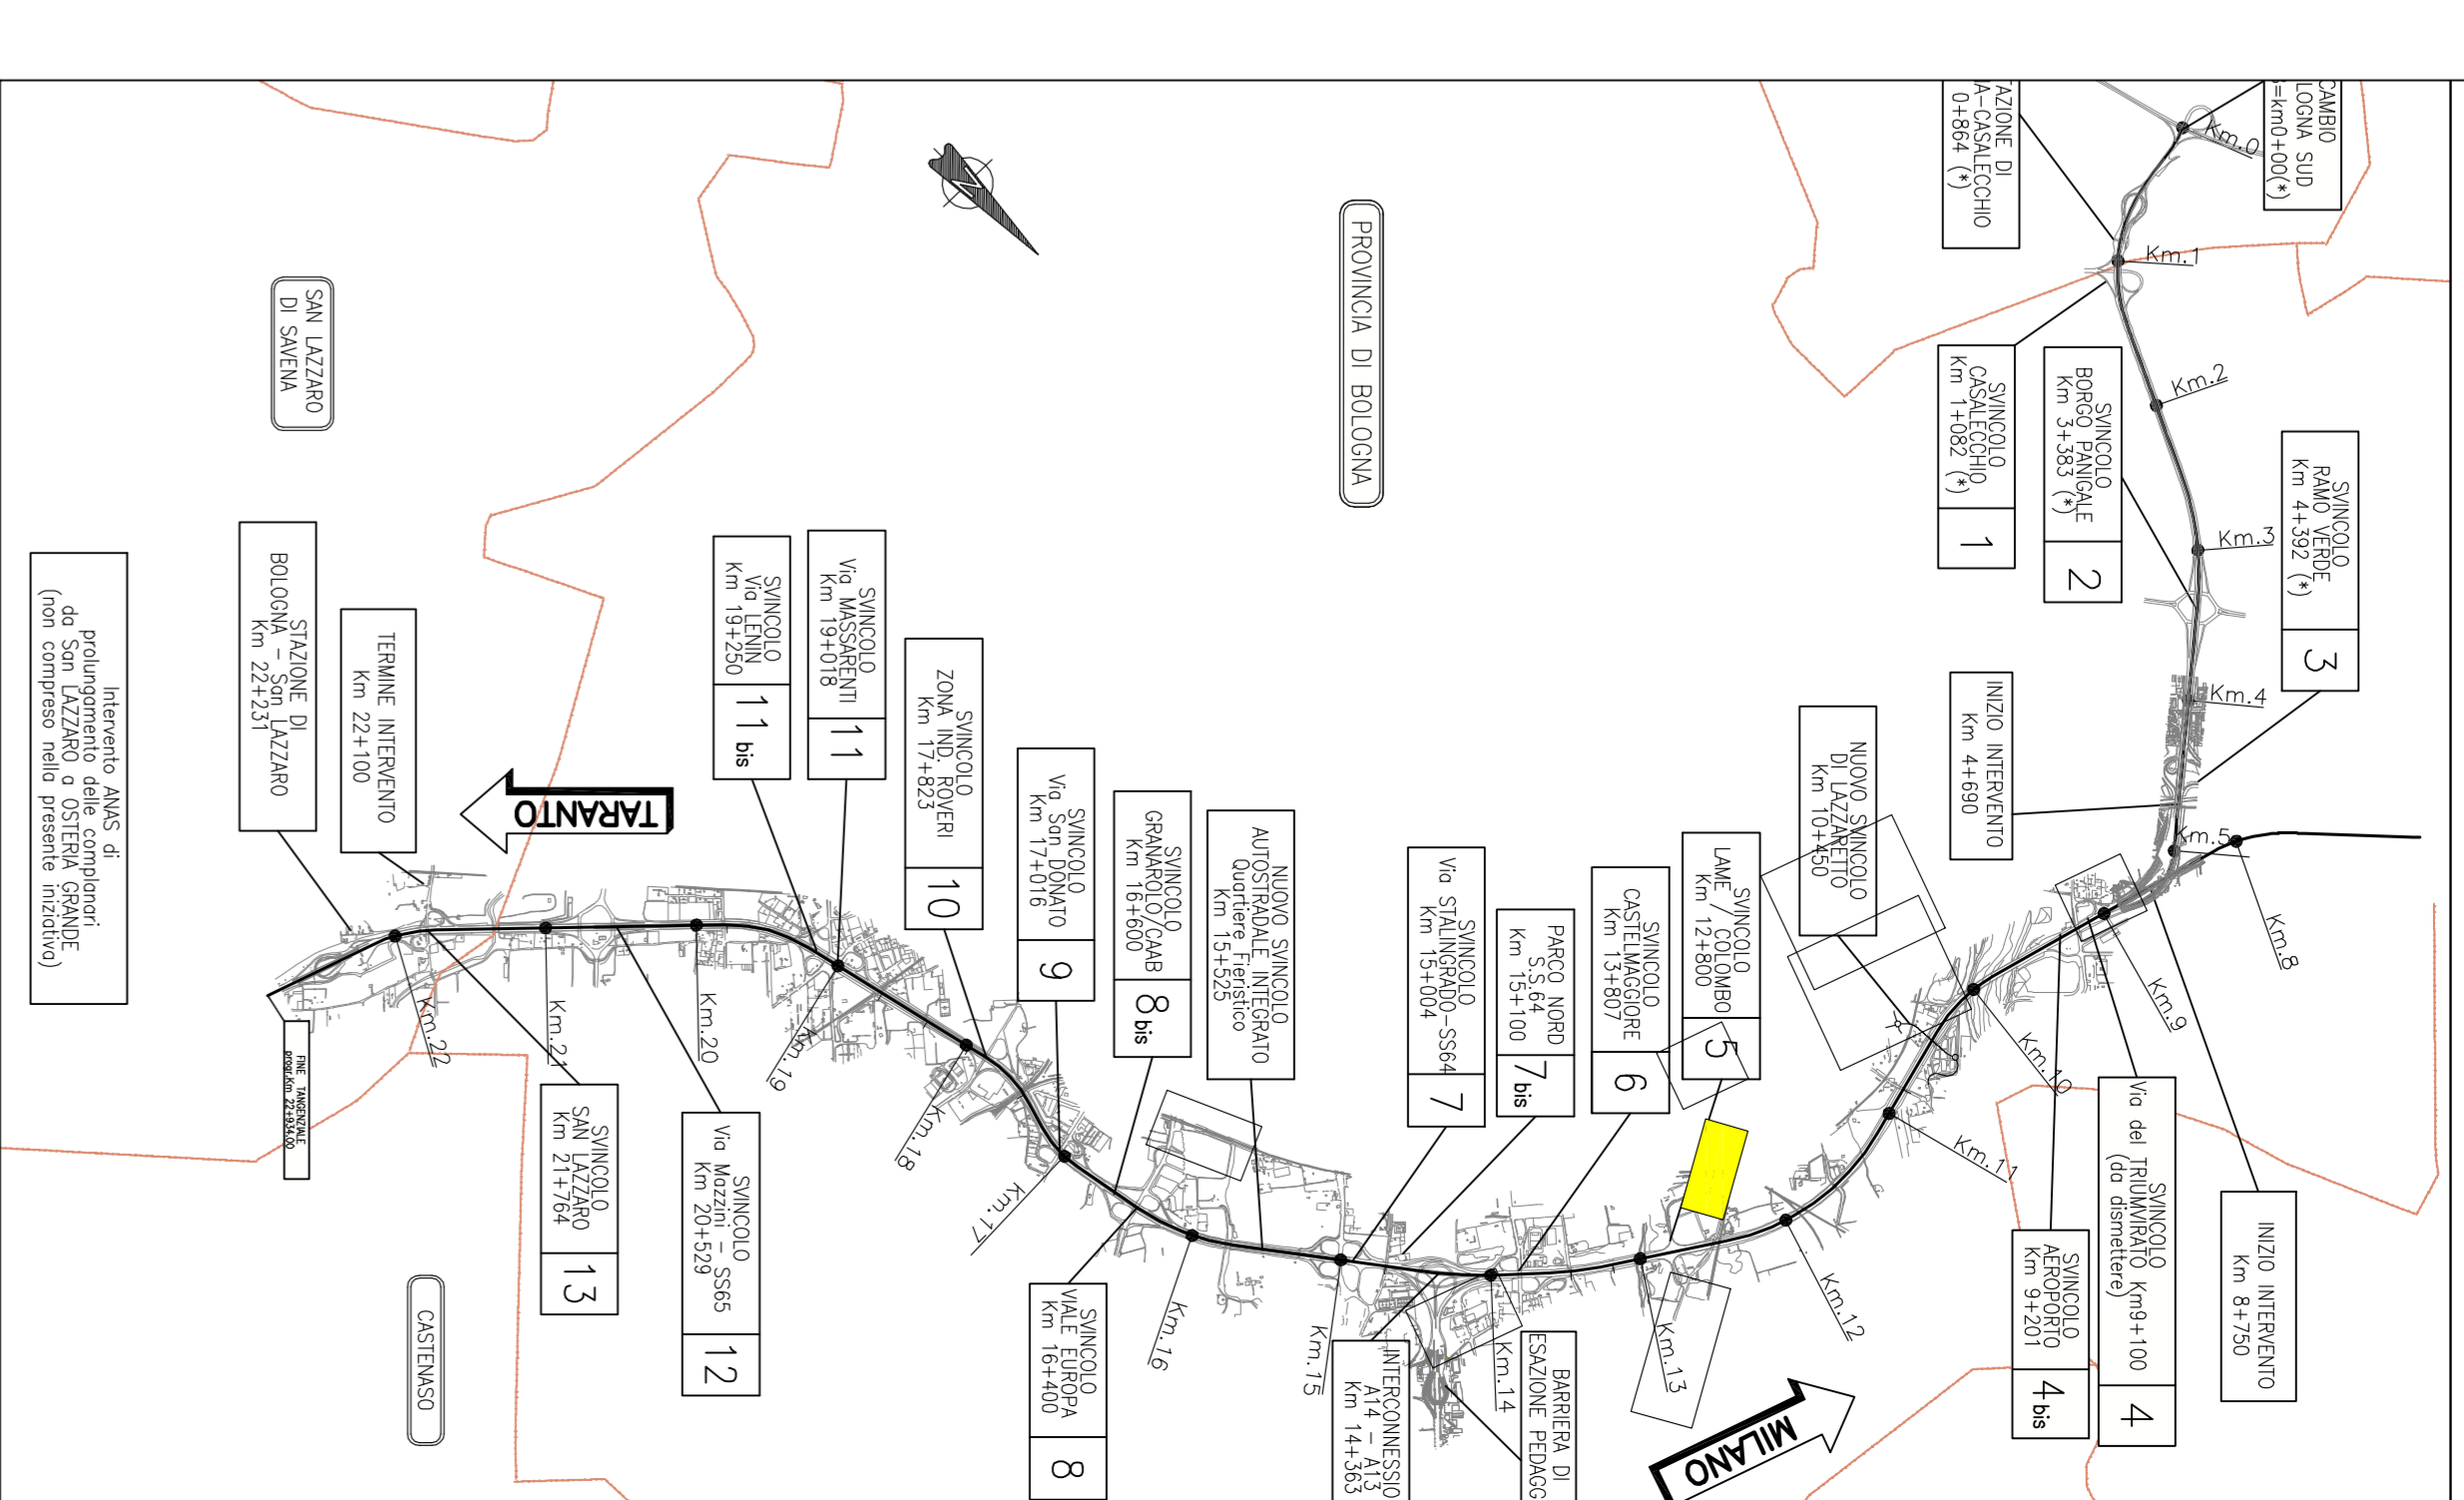 CAMBIO
LOGNA SUD
=km0+00(*)
Km.0
AZIONE DI
A-CASALECCHIO
0+864 (*)
Km.1
SVINCOLO
CASALECCHIO
Km 1+082 (*)
1
SVINCOLO
BORGO PANIGALE
Km 3+383 (*)
2
Km.2
SVINCOLO
RAMO VERDE
Km 4+392 (*)
3
Km.3
Km.4
INIZIO INTERVENTO
Km 4+690
Km.5
Km.8
PROVINCIA DI BOLOGNA
SAN LAZZARO
DI SAVENA
Intervento ANAS di
prolungamento delle complanari
da San LAZZARO a OSTERIA GRANDE
(non compreso nella presente iniziativa)
STAZIONE DI
BOLOGNA - San LAZZARO
Km 22+231
TERMINE INTERVENTO
Km 22+100
TARANTO
SVINCOLO
Via LENIN
Km 19+250
11 bis
SVINCOLO
Via MASSARENTI
Km 19+018
11
SVINCOLO
ZONA IND. ROVERI
Km 17+823
10
SVINCOLO
Via San DONATO
Km 17+016
9
SVINCOLO
GRANAROLO/CAAB
Km 16+600
8 bis
NUOVO SVINCOLO
AUTOSTRADALE INTEGRATO
Quartiere Fieristico
Km 15+525
SVINCOLO
Via STALINGRADO-SS64
Km 15+004
7
PARCO NORD
S.S.64
Km 15+100
7 bis
SVINCOLO
CASTELMAGGIORE
Km 13+807
6
SVINCOLO
LAME / COLOMBO
Km 12+800
5
NUOVO SVINCOLO
DI LAZZARETTO
Km 10+450
Km.9
Km.10
Km.11
Km.12
Km.13
Km.14
Km.15
Km.16
Km.17
Km.18
Km.19
Km.20
Km.21
Km.22
FINE TANGENZIALE
progr.Km 22+934.00
SVINCOLO
SAN LAZZARO
Km 21+764
13
SVINCOLO
Via Mazzini - SS65
Km 20+529
12
CASTENASO
SVINCOLO
VIALE EUROPA
Km 16+400
8
INTERCONNESSIO
A14 - A13
Km 14+363
BARRIERA DI
ESAZIONE PEDAGG
MILANO
SVINCOLO
AEROPORTO
Km 9+201
4 bis
SVINCOLO
Via del TRIUMVIRATO Km9+100
(da dismettere)
4
INIZIO INTERVENTO
Km 8+750